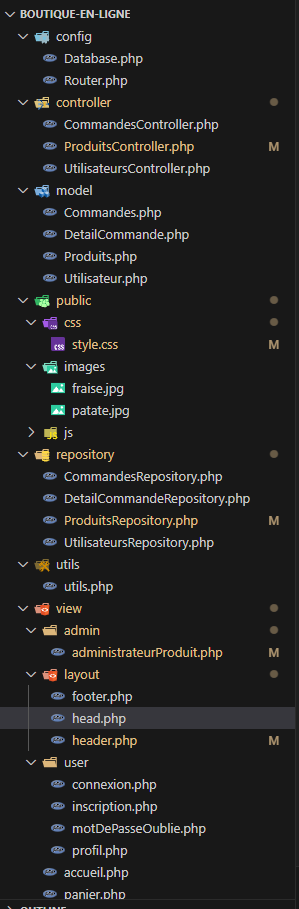 BOUTIQUE-EN-LIGNE
config
Database.php
Router.php
controller
CommandesController.php
ProduitsController.php M
UtilisateursController.php
model
Commandes.php
DetailCommande.php
Produits.php
Utilisateur.php
public
css
style.css M
images
fraise.jpg
patate.jpg
js
repository
CommandesRepository.php
DetailCommandeRepository.php
ProduitsRepository.php M
UtilisateursRepository.php
utils
utils.php
view
admin
administrateurProduit.php M
layout
footer.php
head.php
header.php M
user
connexion.php
inscription.php
motDePasseOublie.php
profil.php
accueil.php
panier.php
OUTLINE